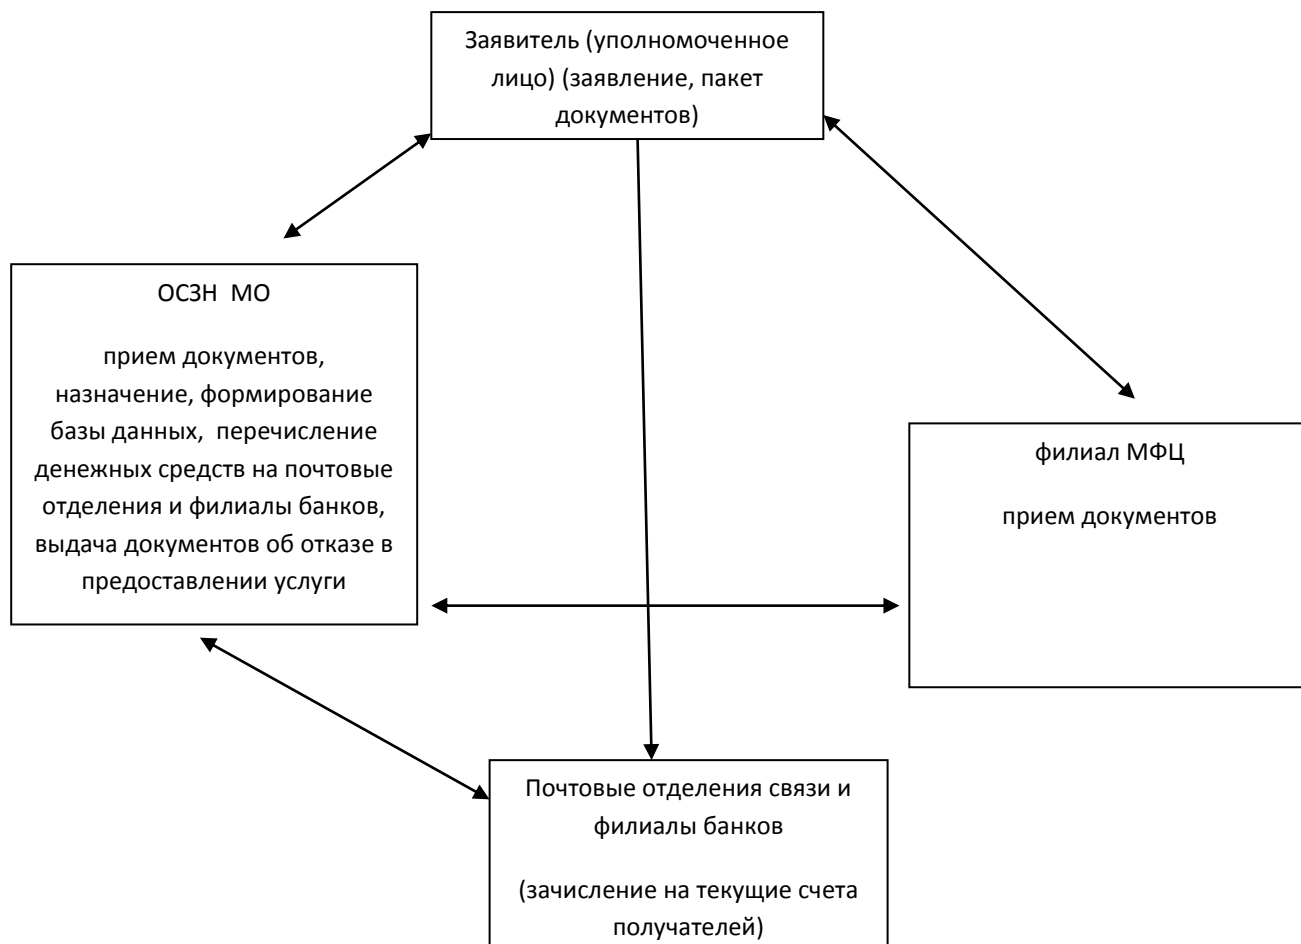 Заявитель (уполномоченное
лицо) (заявление, пакет
документов)
ОСЗН  МО
прием документов,
назначение, формирование
базы данных,  перечисление
денежных средств на почтовые
отделения и филиалы банков,
выдача документов об отказе в
предоставлении услуги
филиал МФЦ
прием документов
Почтовые отделения связи и
филиалы банков
(зачисление на текущие счета
получателей)